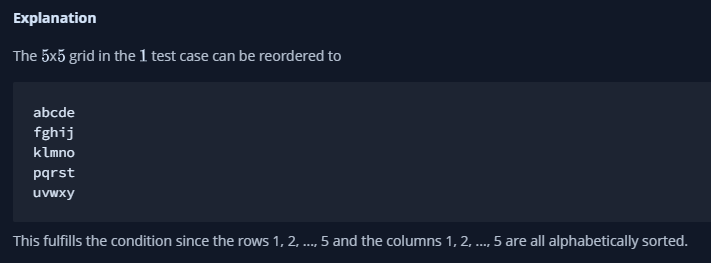 Explanation
The 5x5 grid in the 1 test case can be reordered to
abcde
fghij
klmno
pqrst
uvwxy
This fulfills the condition since the rows 1, 2, ..., 5 and the columns 1, 2, ..., 5 are all alphabetically sorted.